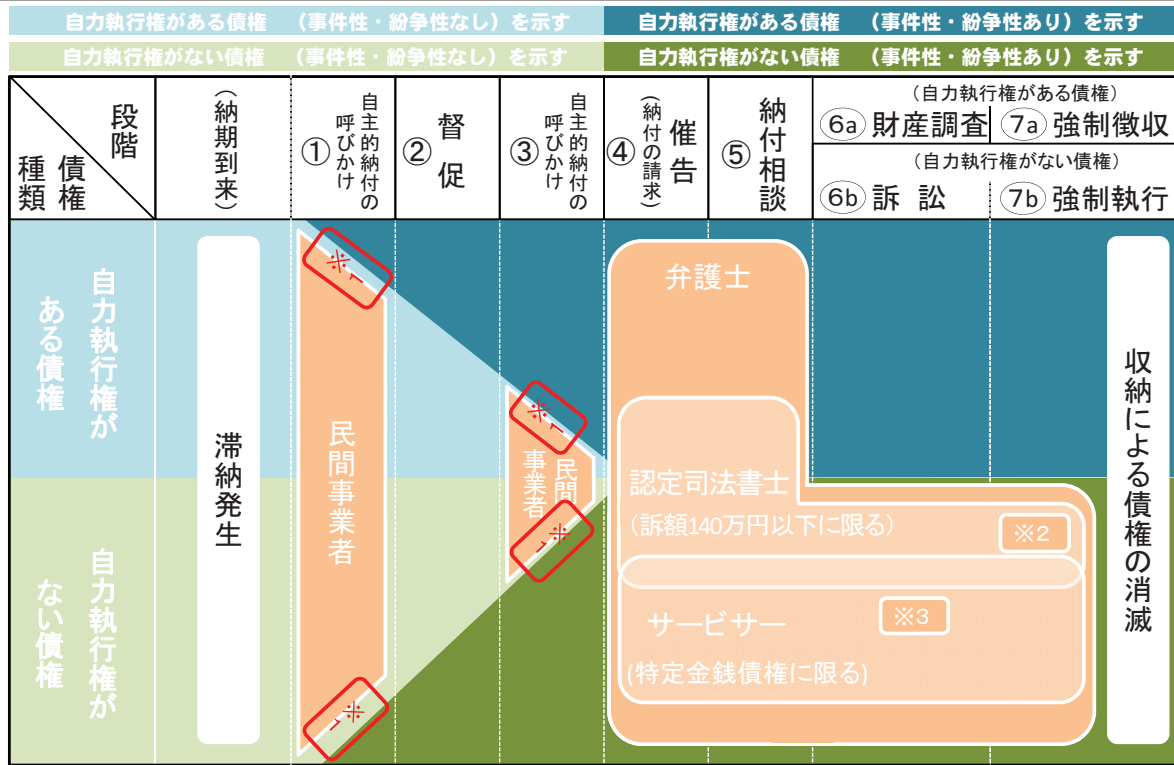 自力執行権がある債権　（事件性・紛争性なし）を示す
自力執行権がある債権　（事件性・紛争性あり）を示す
自力執行権がない債権　（事件性・紛争性なし）を示す
自力執行権がない債権　（事件性・紛争性あり）を示す
段階
債権
種類
（納期到来）
①自主的納付の
呼びかけ
②督促
③自主的納付の
呼びかけ
④催告
（納付の請求）
⑤納付相談
（自力執行権がある債権）
6a 財産調査
7a 強制徴収
（自力執行権がない債権）
6b 訴訟
7b 強制執行
自力執行権が
ある債権
自力執行権が
ない債権
滞納発生
※1
民間事業者
※1
※1
民間
事業者
※1
弁護士
認定司法書士
（訴額140万円以下に限る）
※2
サービサー
※3
(特定金銭債権に限る)
収納による債権の消滅